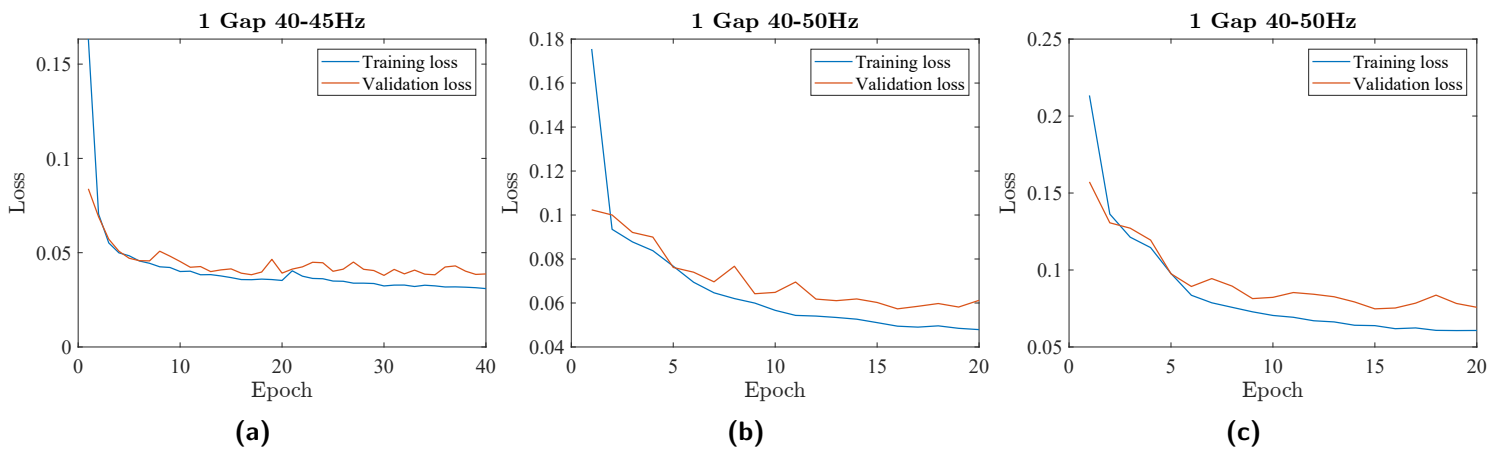 1 Gap 40-45Hz
Training loss
Validation loss
0.15
0.1
0.05
0
0 10 20 30 40
Loss
Epoch
(a)
1 Gap 40-50Hz
Training loss
Validation loss
0.18
0.16
0.14
0.12
0.1
0.08
0.06
0.04
0 5 10 15 20
Loss
Epoch
(b)
1 Gap 40-50Hz
Training loss
Validation loss
0.25
0.2
0.15
0.1
0.05
0 5 10 15 20
Loss
Epoch
(c)